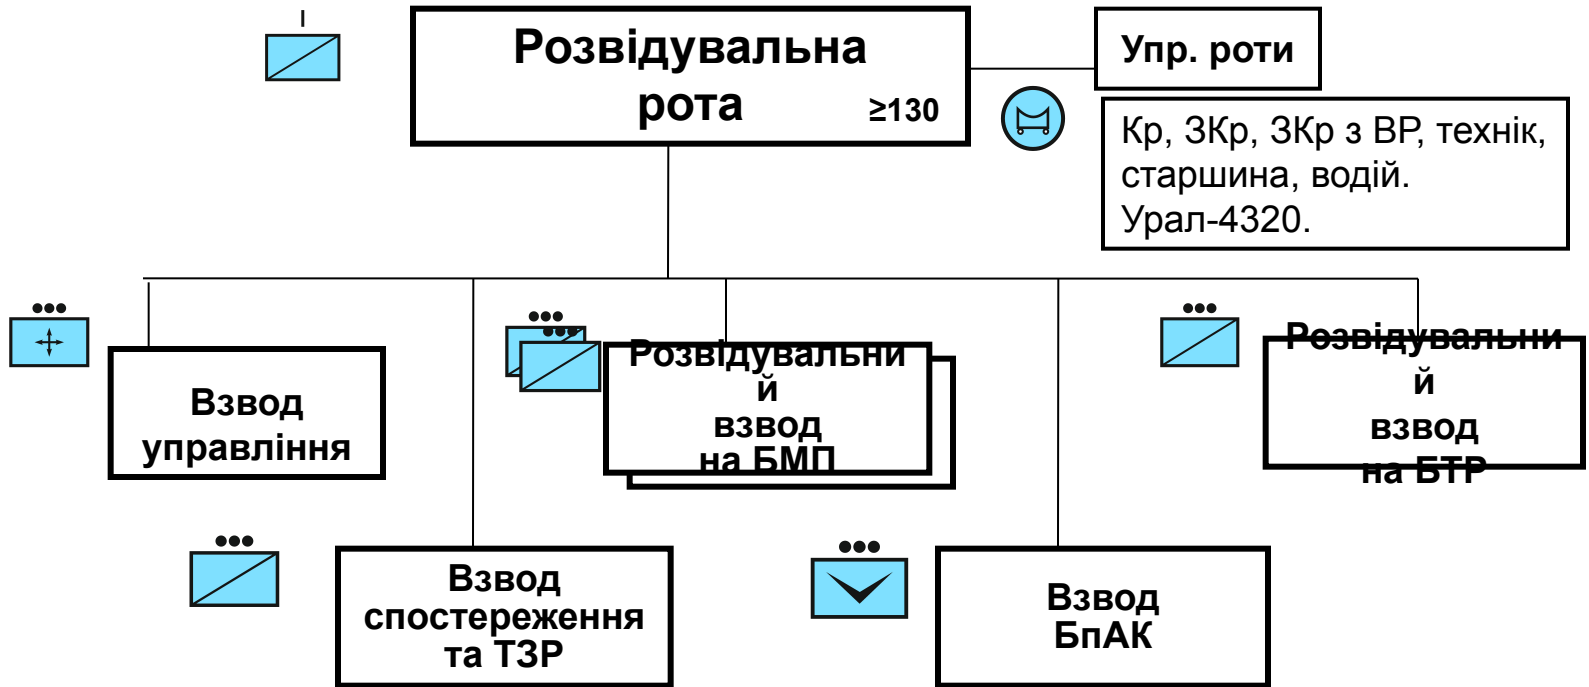 Розвідувальна
рота ≥130
Упр. роти
Кр, ЗКр, ЗКр з ВР, технік,
старшина, водій.
Урал-4320.
Взвод
управління
Розвідувальни
й
взвод
на БМП
Розвідувальни
й
взвод
на БТР
Взвод
спостереження
та ТЗР
Взвод
БпАК